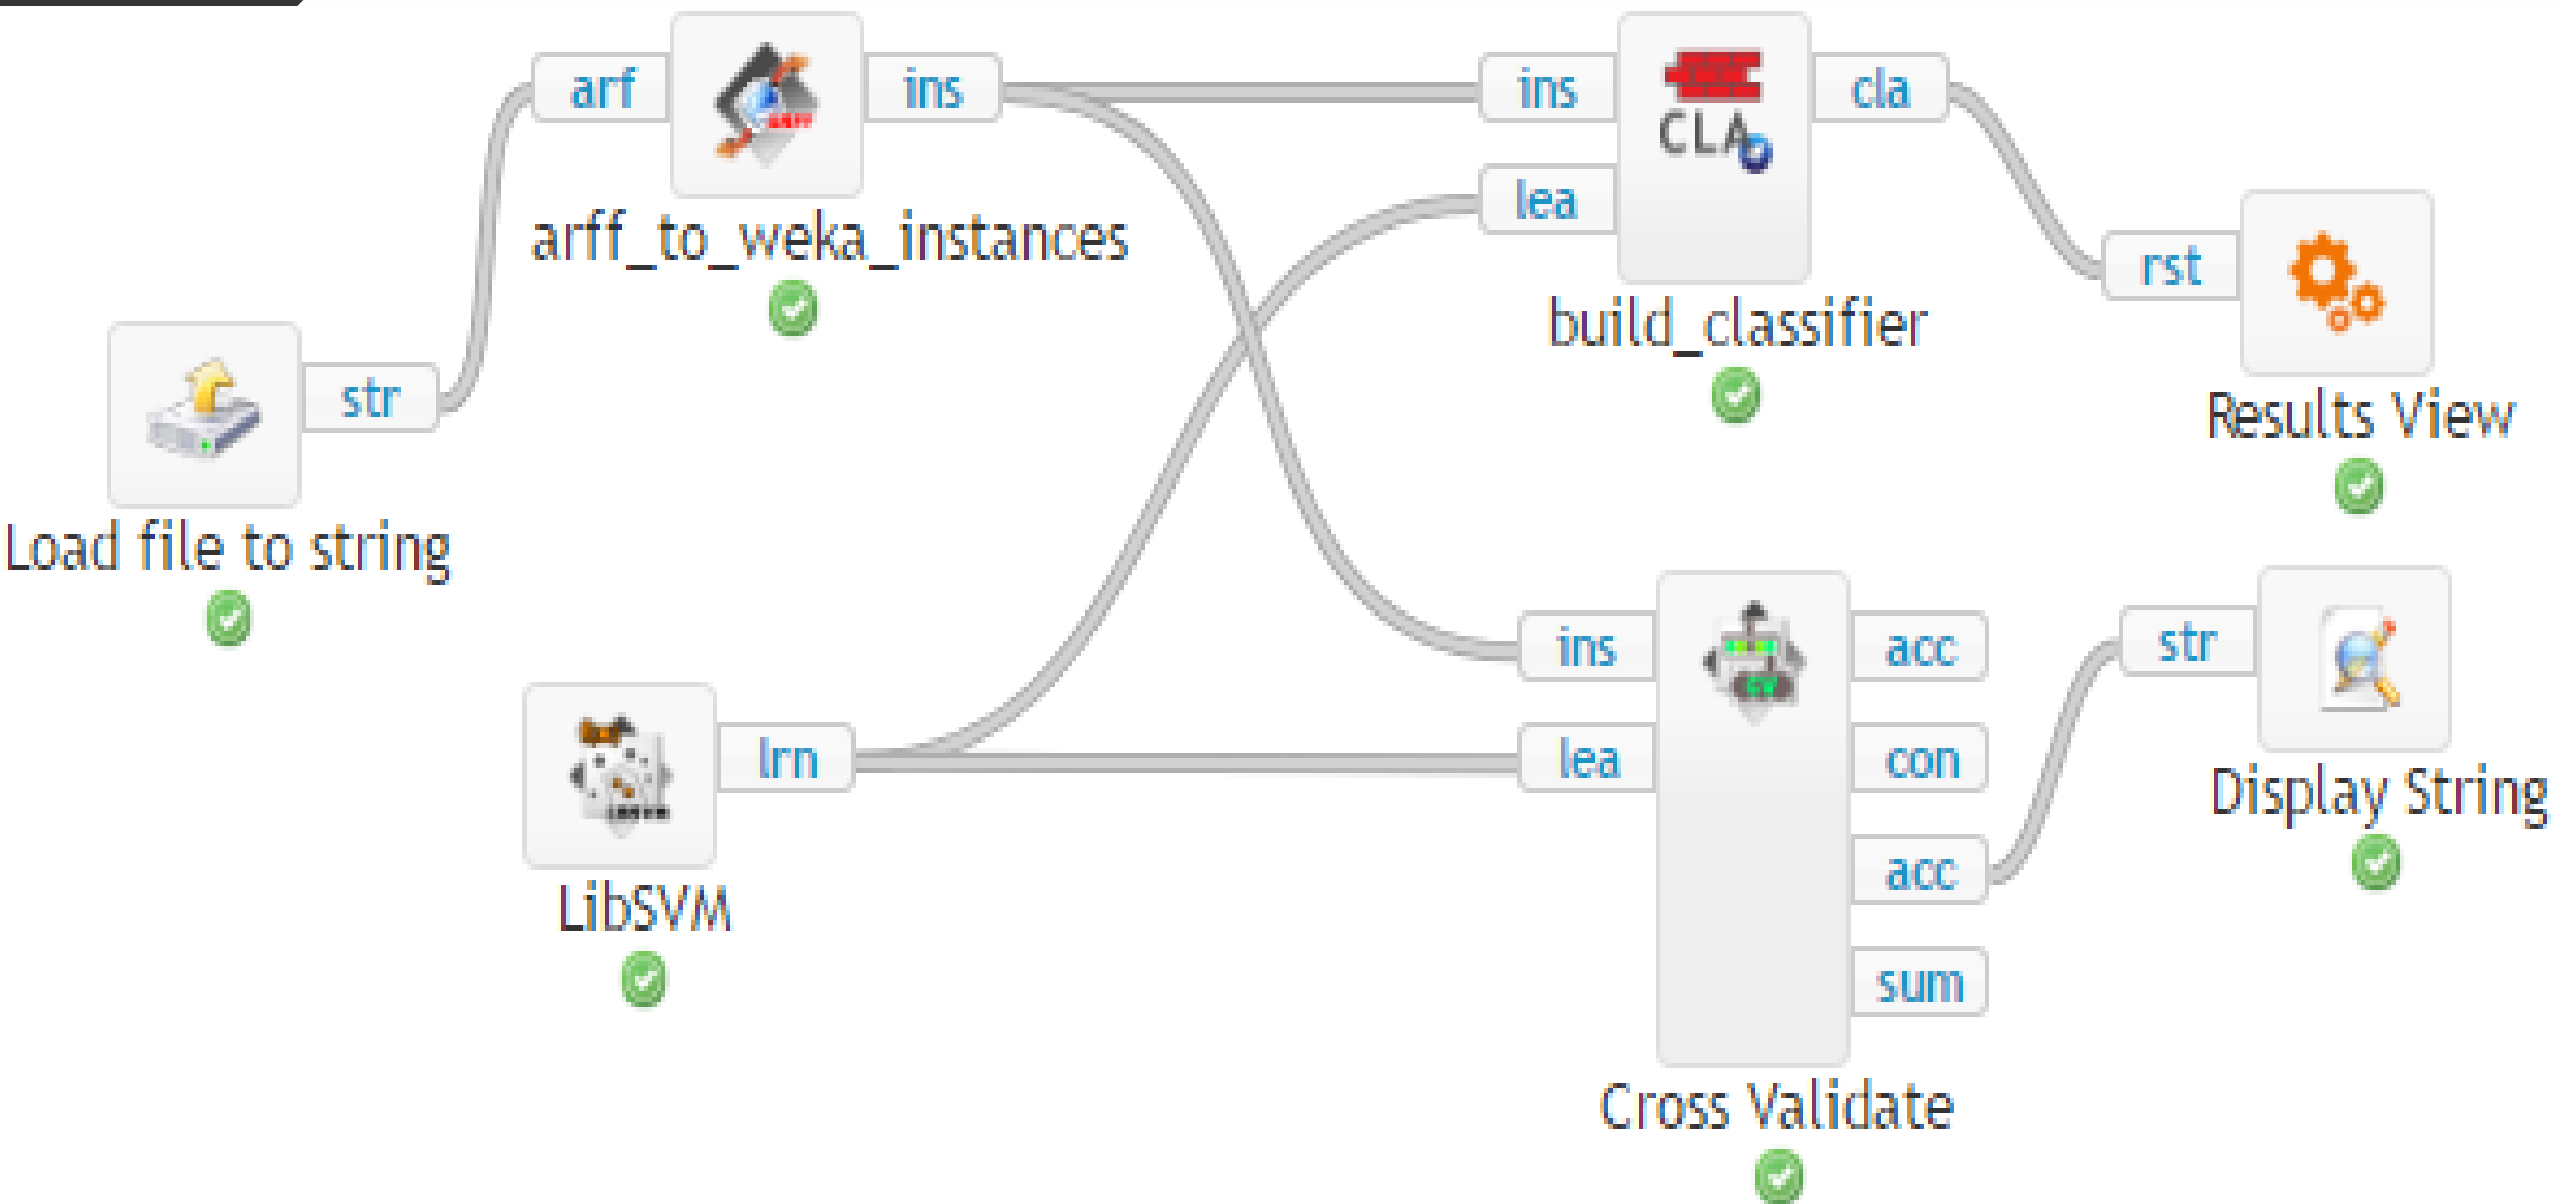 arf
ins
arff_to_weka_instances
ins
lea
CLA
cla
build_classifier
rst
Results View
str
Load file to string
lrn
LibSVM
ins
lea
acc
con
acc
sum
Cross Validate
str
Display String